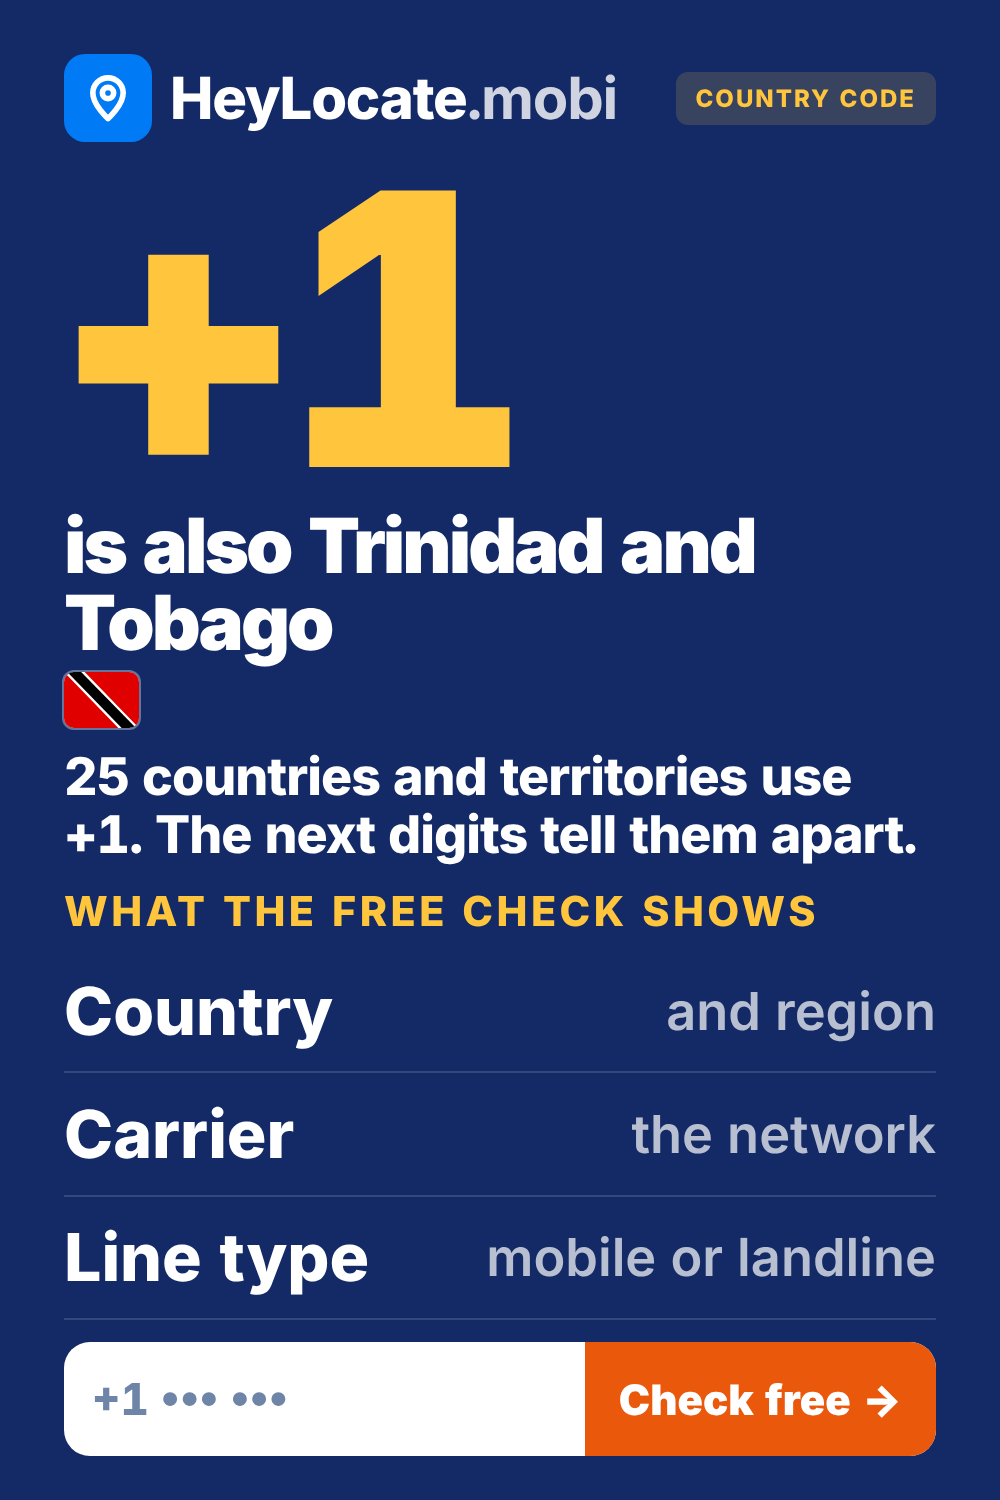 HeyLocate.mobi
COUNTRY CODE
+1
is also Trinidad and
Tobago
25 countries and territories use
+1. The next digits tell them apart.
WHAT THE FREE CHECK SHOWS
Country and region
Carrier the network
Line type mobile or landline
+1 ••• •••
Check free →